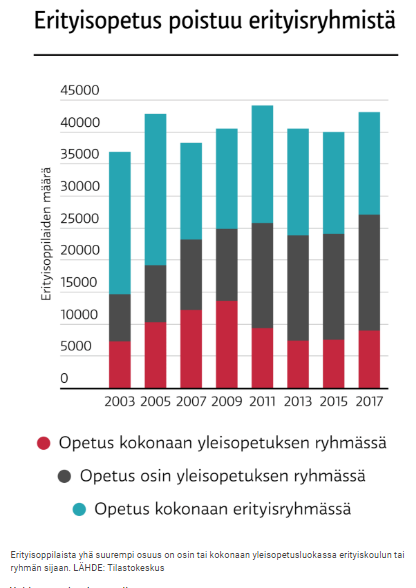 Erityisopetus poistuu erityisryhmistä
45000
40000
35000
30000
25000
20000
15000
10000
5000
0
Erityisoppilaiden määrä
2003 2005 2007 2009 2011 2013 2015 2017
Opetus kokonaan yleisopetuksen ryhmässä
Opetus osin yleisopetuksen ryhmässä
Opetus kokonaan erityisryhmässä
Erityisoppilaista yhä suurempi osuus on osin tai kokonaan yleisopetusluokassa erityiskoulun tai
ryhmän sijaan. LÄHDE: Tilastokeskus